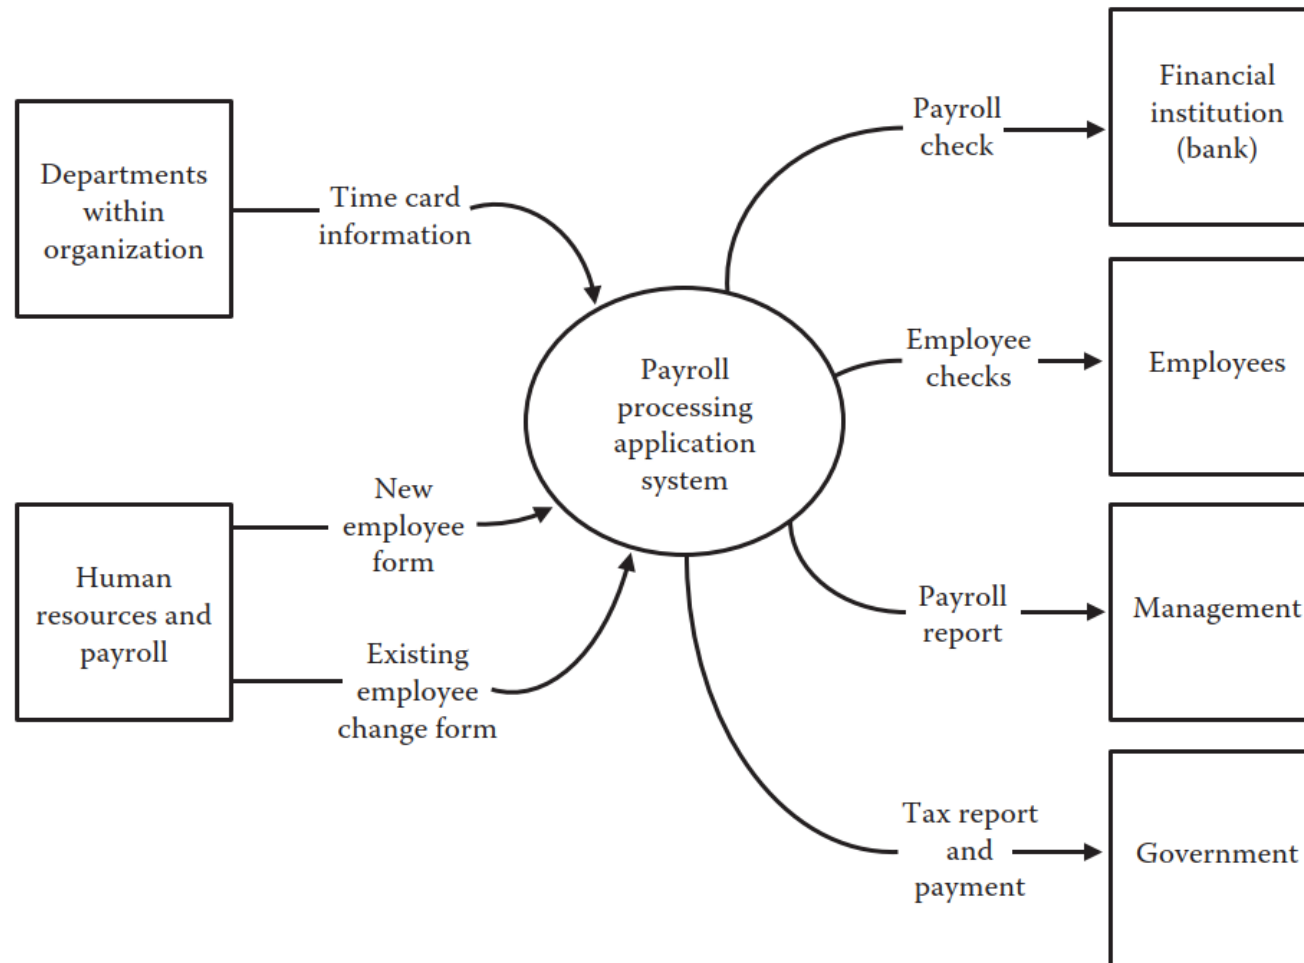 Departments
within
organization
Time card
information
Human
resources and
payroll
New
employee
form
Existing
employee
change form
Payroll
processing
application
system
Payroll
check
Financial
institution
(bank)
Employee
checks
Employees
Payroll
report
Management
Tax report
and
payment
Government